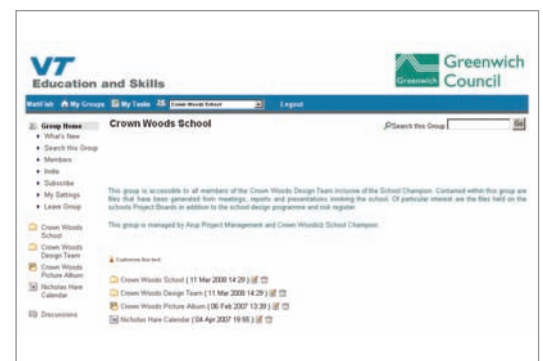 VT
Education and Skills
Greenwich
Greenwich Council
My Groups My Tasks Crown Woods School Logout
Group Home
What's New
Search this Group
Members
Invite
Subscribe
My Settings
Leave Group
Crown Woods
School
Crown Woods
Design Team
Crown Woods
Picture Album
Nicholas Hare
Calendar
Discussions
Crown Woods School
Search this Group Go
This group is accessible to all members of the Crown Woods Design Team inclusive of the School Champion. Contained within this group are
files that have been generated from meetings, reports and presentations involving the school. Of particular interest are the files held on the
schools Project Boards in addition to the school design programme and risk register.
This group is managed by Arup Project Management and Crown Woods School Champion.
Customise this text
Crown Woods School (11 Mar 2008 14:29)
Crown Woods Design Team (11 Mar 2008 14:29)
Crown Woods Picture Album (06 Feb 2007 13:39)
Nicholas Hare Calendar (04 Apr 2007 19:55)